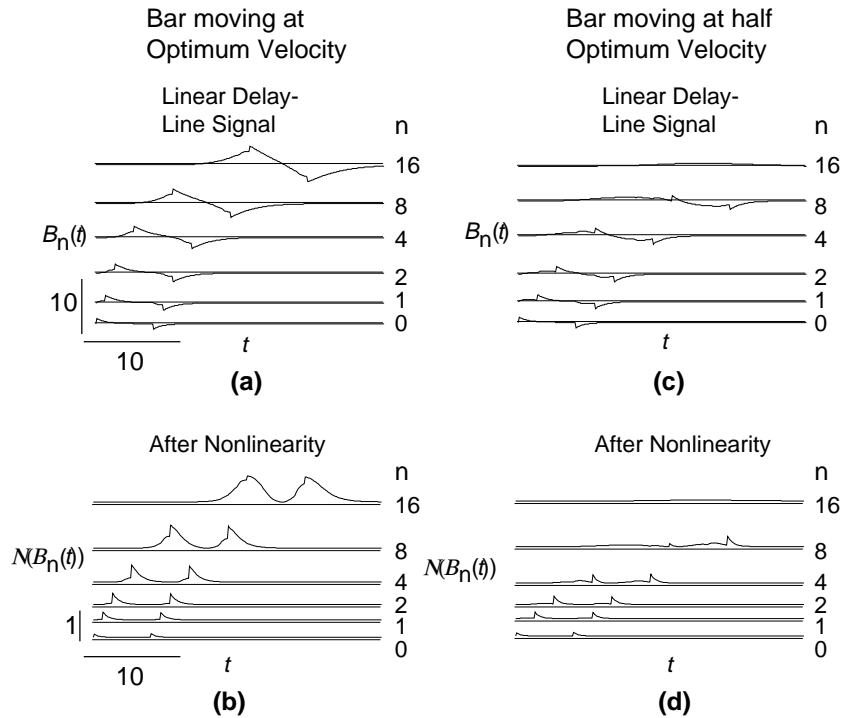 Bar moving at
Optimum Velocity
Linear Delay-
Line Signal
n
16
8
Bn(t)
4
2
1
10
0
t
10
(a)
Bar moving at half
Optimum Velocity
Linear Delay-
Line Signal
n
16
8
Bn(t)
4
2
1
0
t
(c)
After Nonlinearity
n
16
8
N(Bn(t))
4
2
1
1
0
t
10
(b)
After Nonlinearity
n
16
8
N(Bn(t))
4
2
1
0
t
(d)